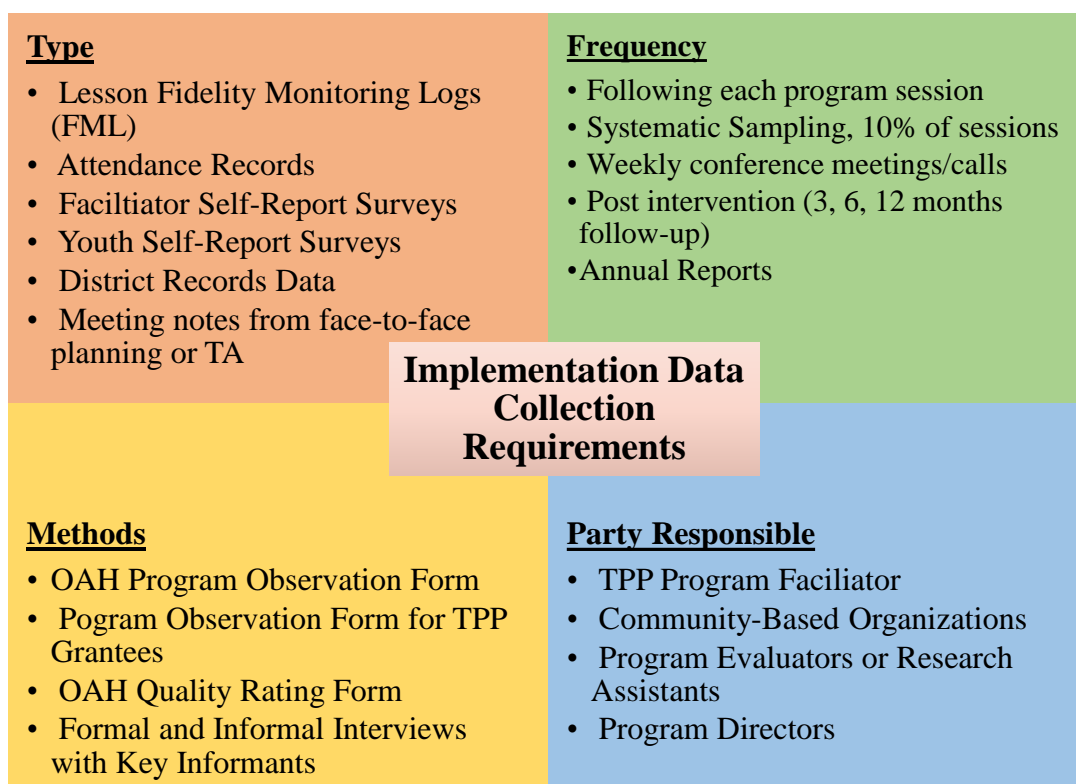 Type
• Lesson Fidelity Monitoring Logs
(FML)
• Attendance Records
• Faciltiator Self-Report Surveys
• Youth Self-Report Surveys
• District Records Data
• Meeting notes from face-to-face
planning or TA
Frequency
• Following each program session
• Systematic Sampling, 10% of sessions
• Weekly conference meetings/calls
• Post intervention (3, 6, 12 months
follow-up)
•Annual Reports
Implementation Data
Collection
Requirements
Methods
• OAH Program Observation Form
• Pogram Observation Form for TPP
Grantees
• OAH Quality Rating Form
• Formal and Informal Interviews
with Key Informants
Party Responsible
• TPP Program Faciliator
• Community-Based Organizations
• Program Evaluators or Research
Assistants
• Program Directors